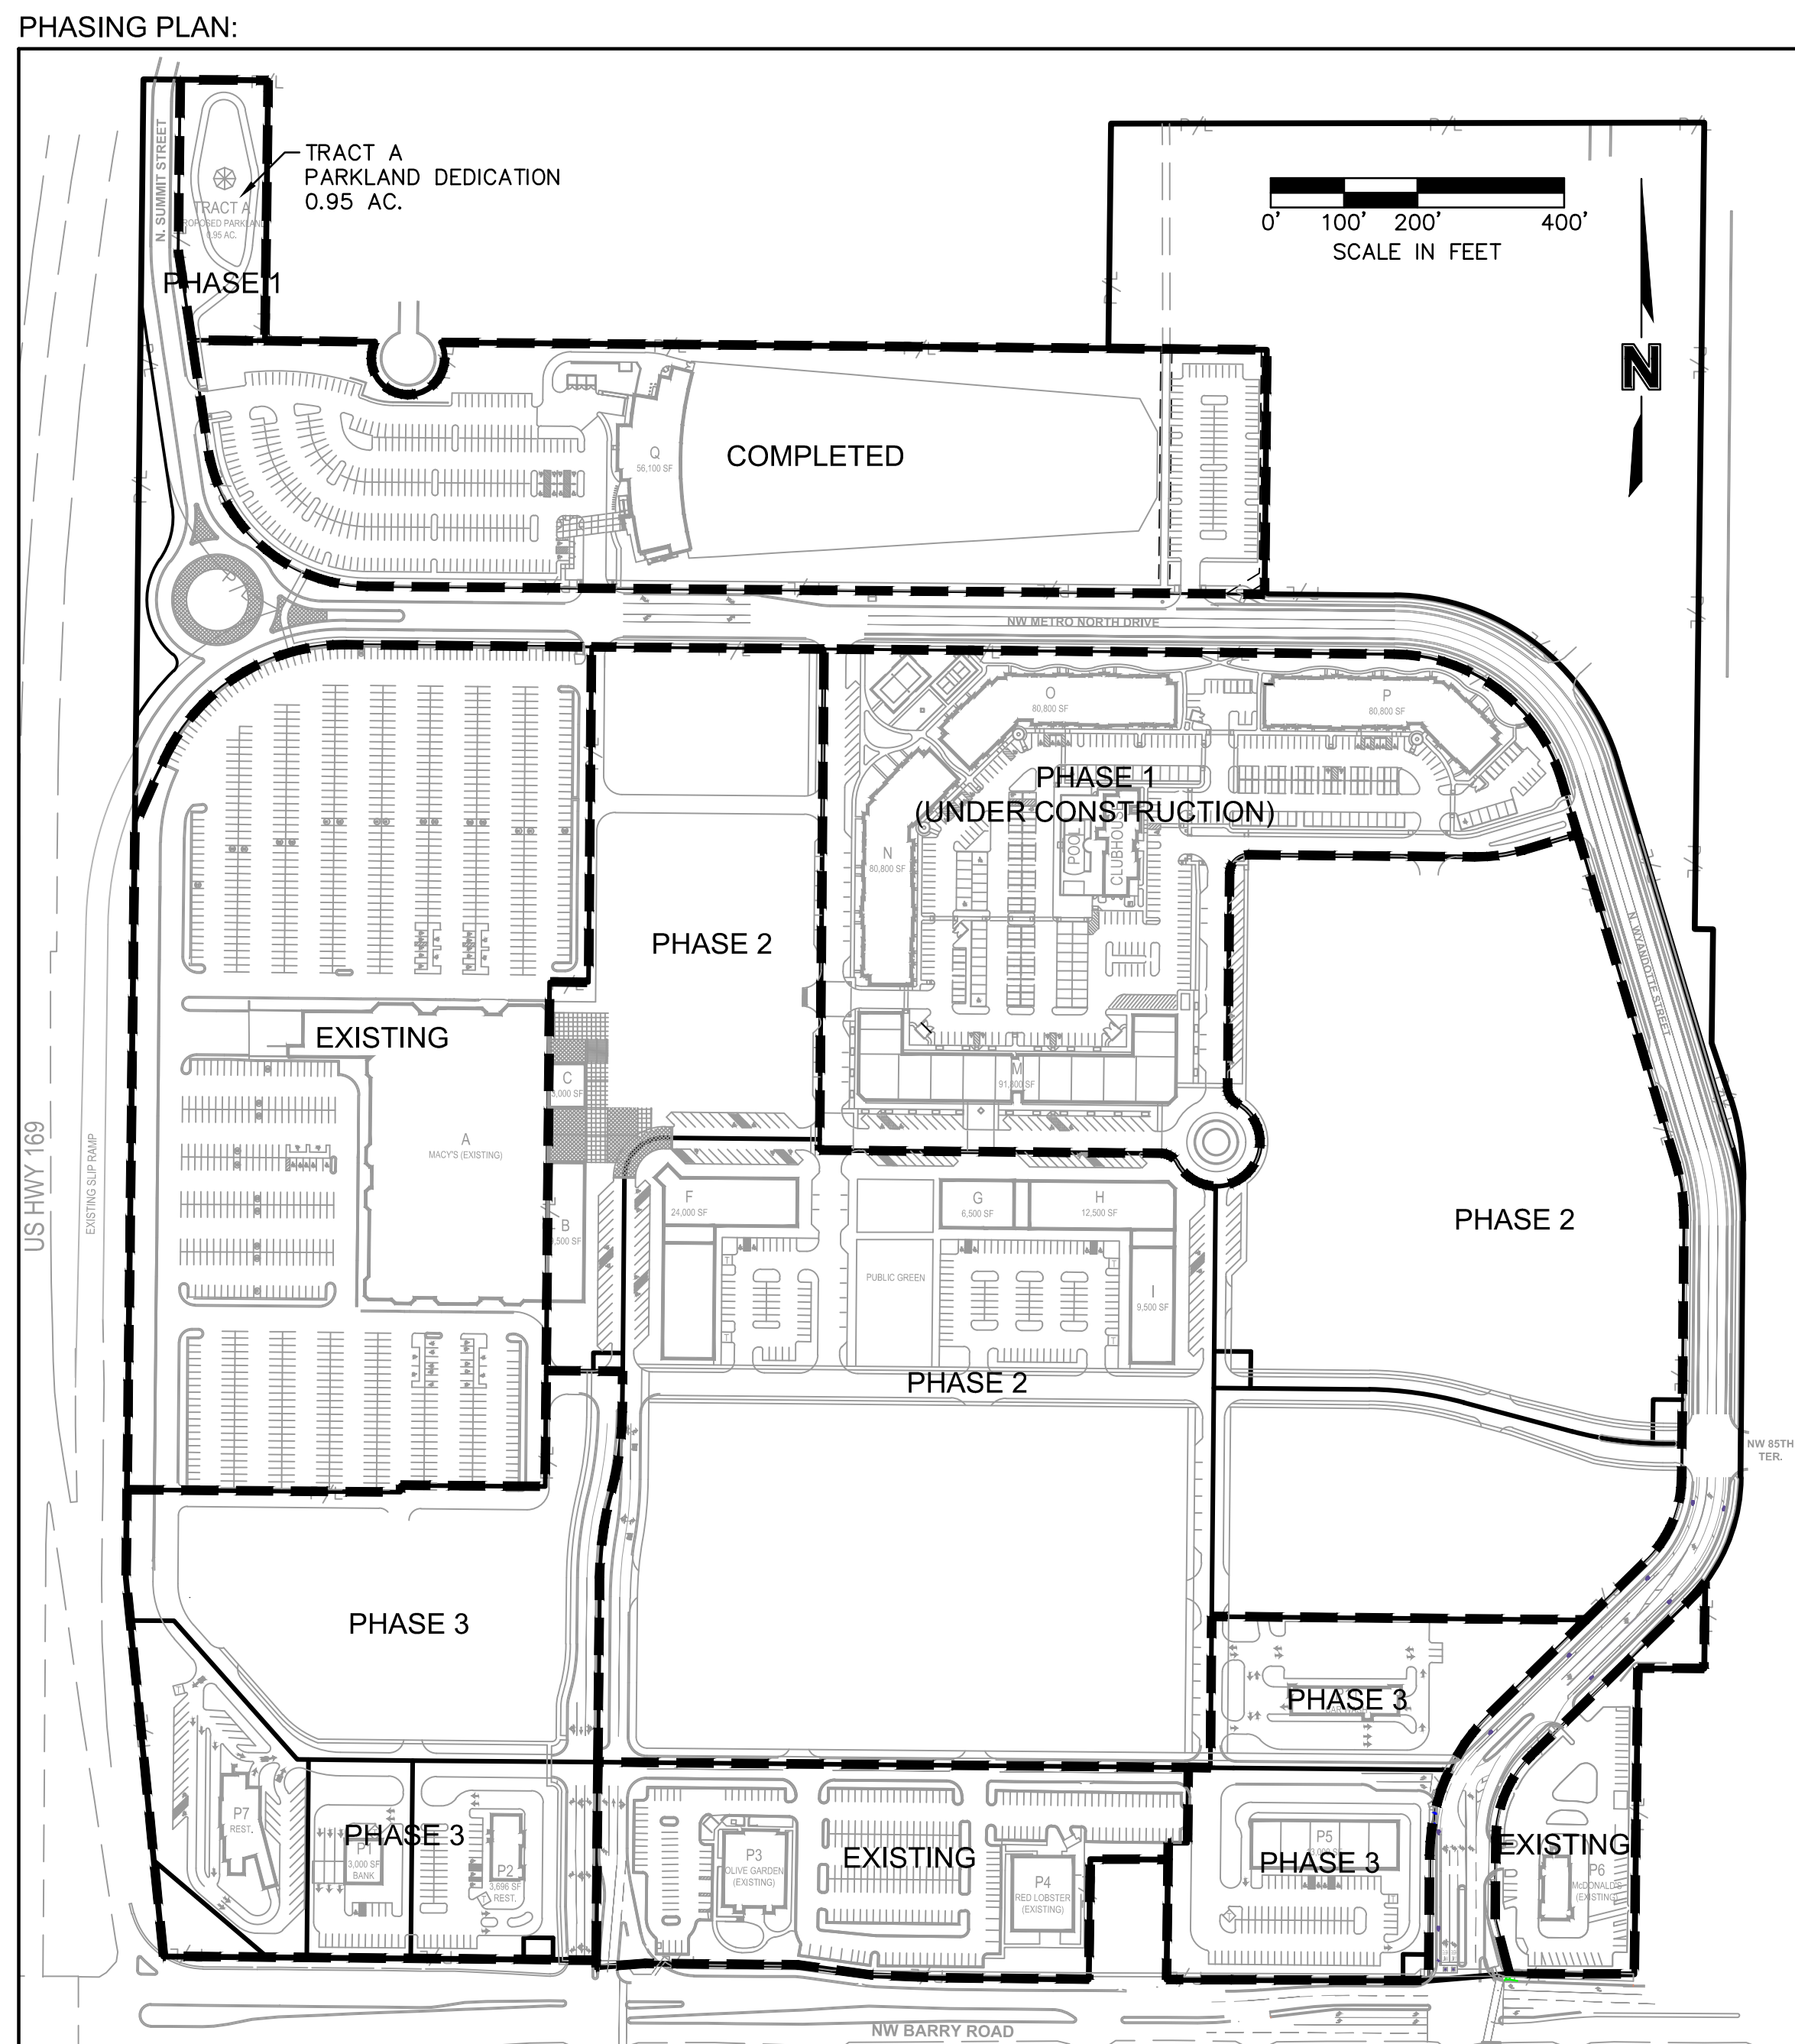 PHASING PLAN:
N. SUMMIT STREET
TRACT A
PARKLAND DEDICATION
0.95 AC.
TRACT A
0.95 AC.
PHASE 1
0' 100' 200' 400'
SCALE IN FEET
N
Q
56,100 SF
COMPLETED
NW METRO NORTH DRIVE
O
80,800 SF
P
80,800 SF
PHASE 1
(UNDER CONSTRUCTION)
POOL
CLUBHOUSE
N
80,800 SF
PHASE 2
N WYANDOTTE STREET
EXISTING
M
C
A
MACY'S (EXISTING)
US HWY 169
EXISTING SLIP RAMP
B
F
24,000 SF
G
6,500 SF
H
12,500 SF
PHASE 2
PUBLIC GREEN
I
9,500 SF
PHASE 2
NW 85TH
TER.
PHASE 3
PHASE 3
P7
REST.
PHASE 3
P1
3,000 SF
BANK
P2
3,696 SF
REST.
P3
OLIVE GARDEN
(EXISTING)
EXISTING
P4
RED LOBSTER
(EXISTING)
P5
PHASE 3
EXISTING
P6
McDONALD'S
(EXISTING)
NW BARRY ROAD